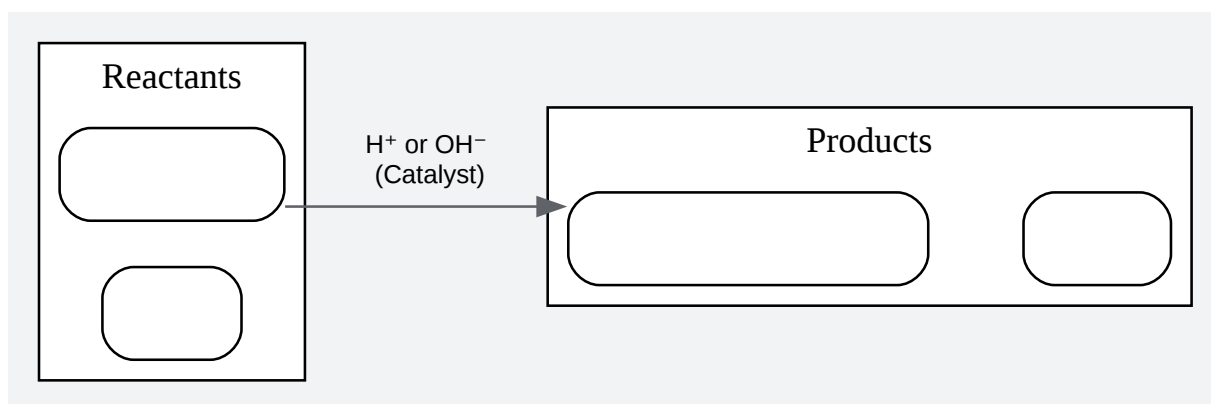 Reactants
H⁺ or OH⁻
(Catalyst)
Products